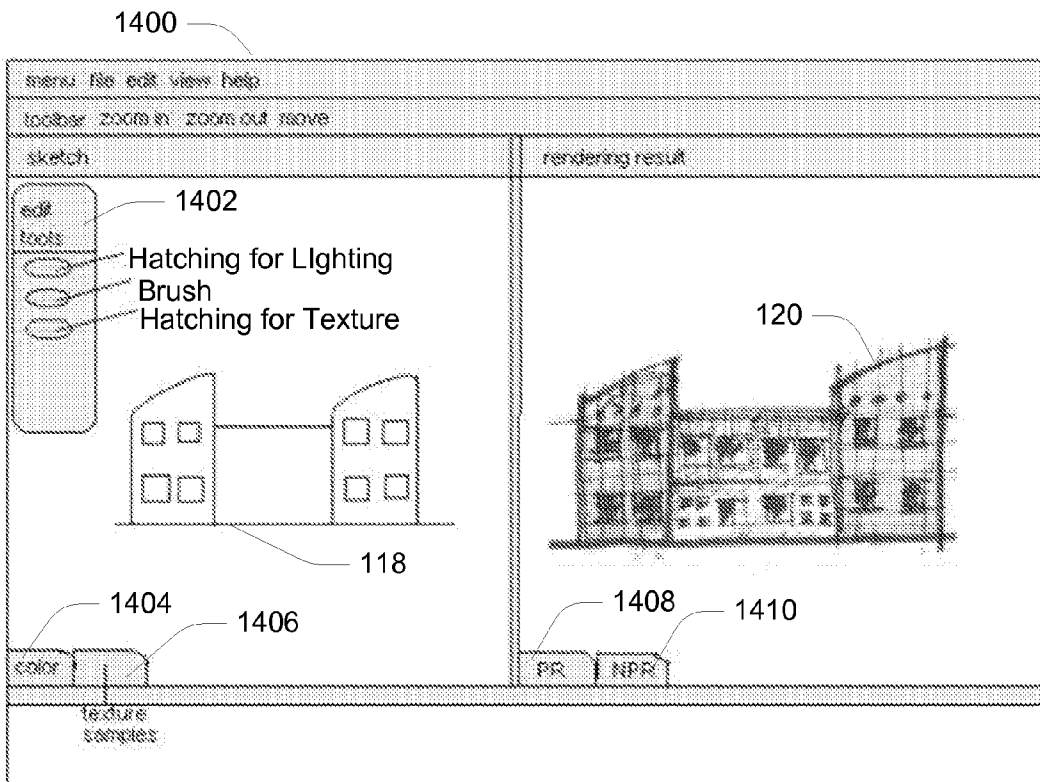 1400
menu file edit view help
toolbar zoom in zoom out move
sketch
rendering result
edit
tools
1402
Hatching for LIghting
Brush
Hatching for Texture
120
118
1404
1406
1408
1410
color
PR
NPR
texture
samples